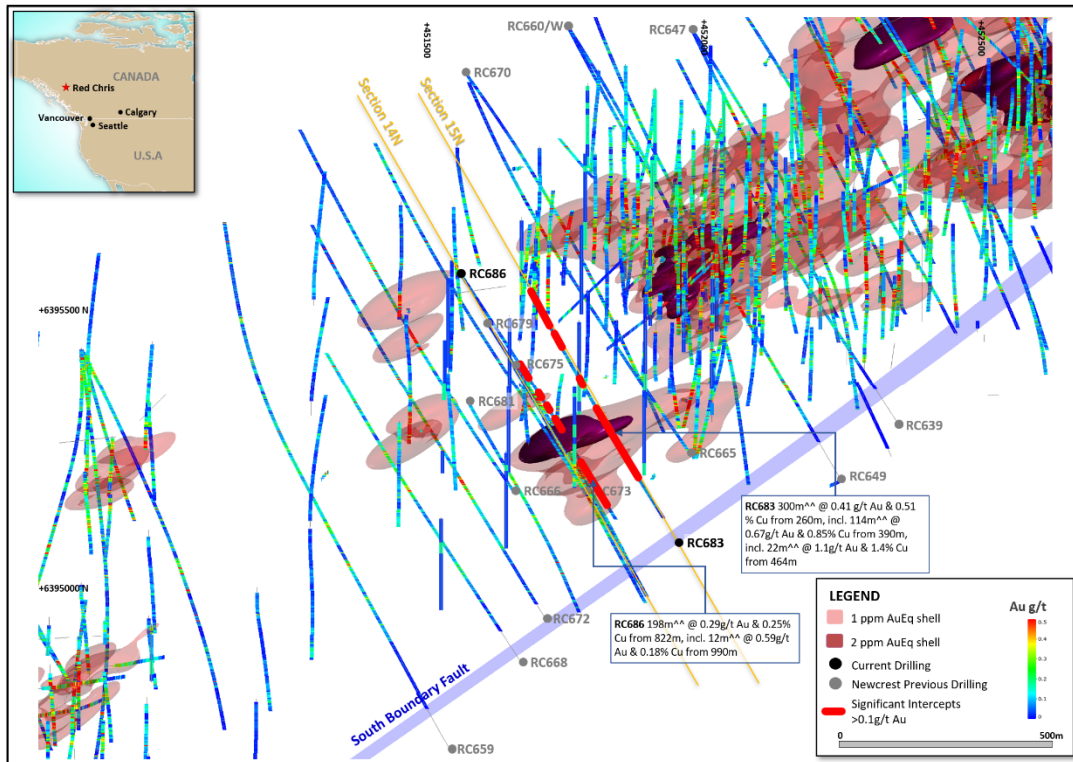 CANADA
Red Chris
Calgary
Vancouver
Seattle
U.S.A
RC660/W
RC647
+451500
+452000
+452500
RC670
Section 14N
Section 15N
RC686
+6395500 N
RC679
RC675
RC681
RC639
RC665
RC649
RC666
RC673
RC683 300m^^ @ 0.41 g/t Au & 0.51
% Cu from 260m, incl. 114m^^ @
0.67g/t Au & 0.85% Cu from 390m,
incl. 22m^^ @ 1.1g/t Au & 1.4% Cu
from 464m
RC683
+6395000 N
RC686 198m^^ @ 0.29g/t Au & 0.25%
Cu from 822m, incl. 12m^^ @ 0.59g/t
Au & 0.18% Cu from 990m
RC672
RC668
South Boundary Fault
RC659
LEGEND
1 ppm AuEq shell
2 ppm AuEq shell
Current Drilling
Newcrest Previous Drilling
Significant Intercepts
>0.1g/t Au
Au g/t
0.5
0.4
0.3
0.2
0.1
0
0
500m